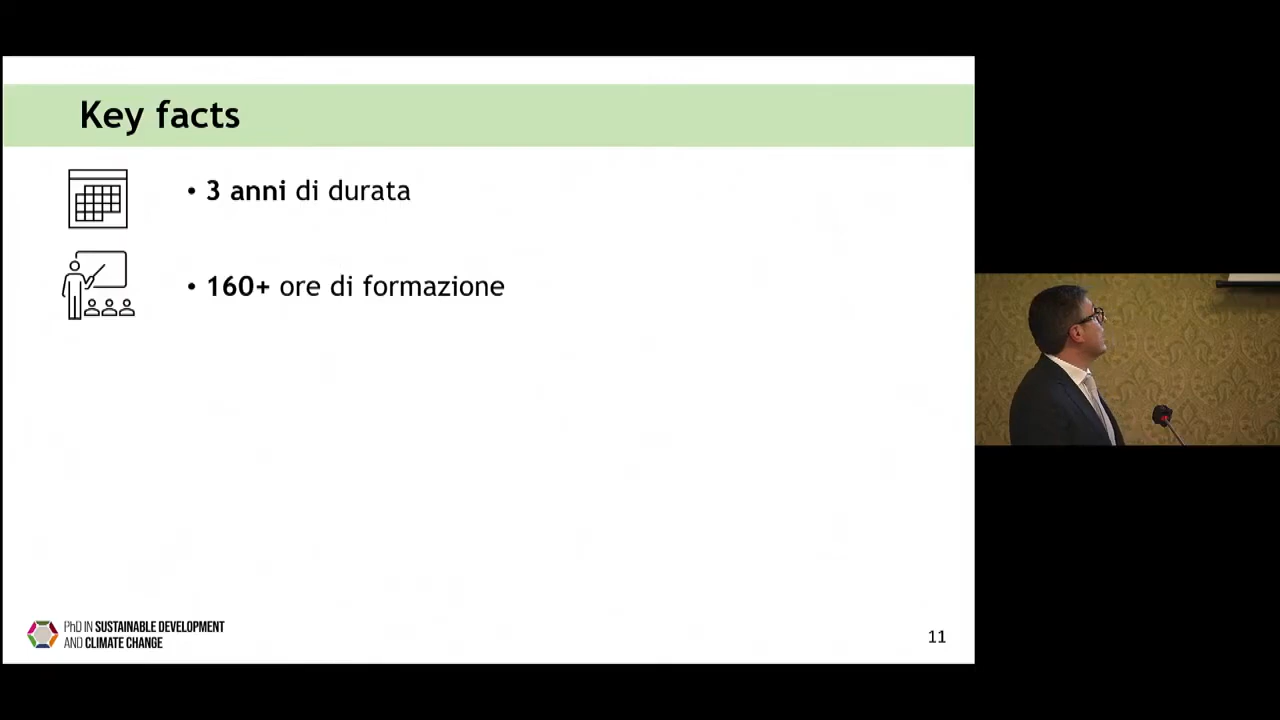 Key facts
• 3 anni di durata
• 160+ ore di formazione
PhD IN SUSTAINABLE DEVELOPMENT
AND CLIMATE CHANGE
11